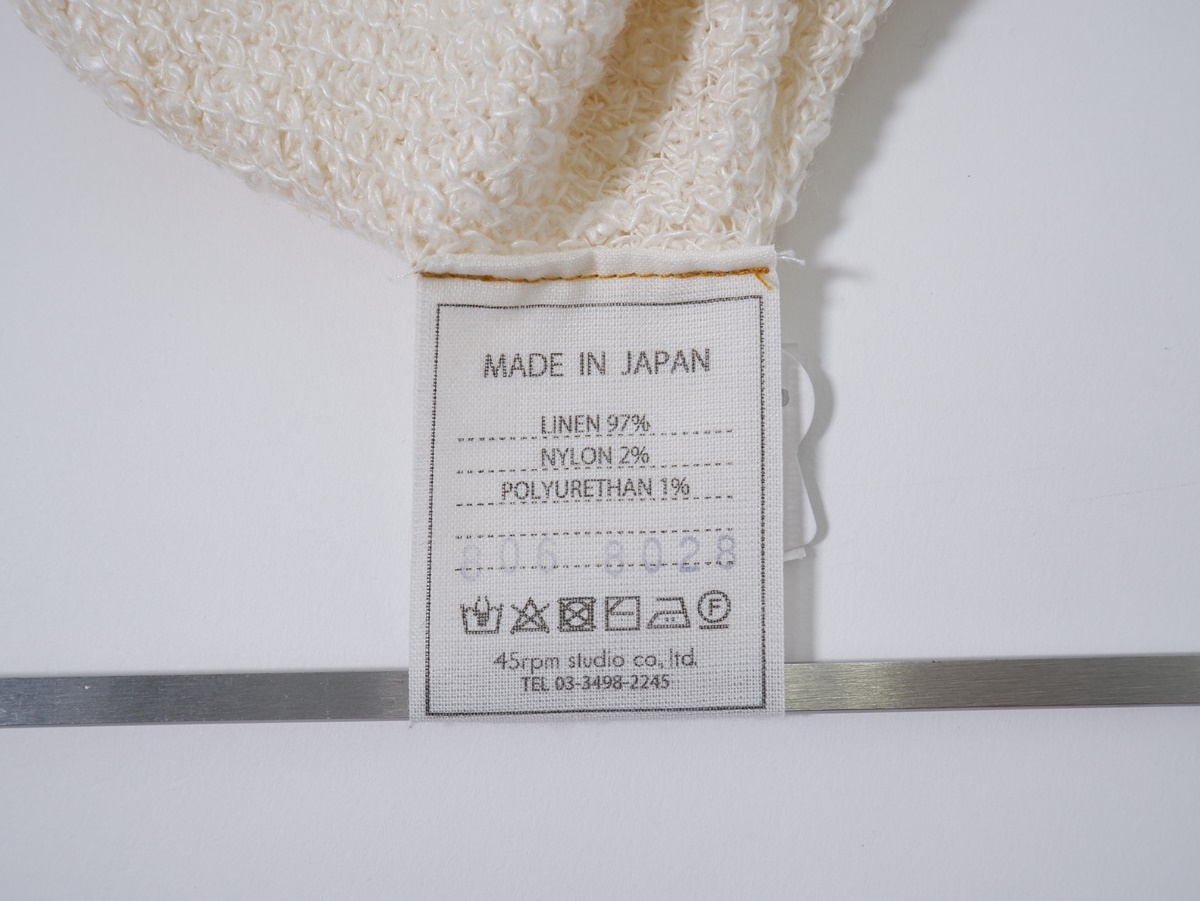 MADE IN JAPAN
LINEN 97%
NYLON 2%
POLYURETHAN 1%
806 8028
F
45rpm studio co., ltd.
TEL 03-3498-2245